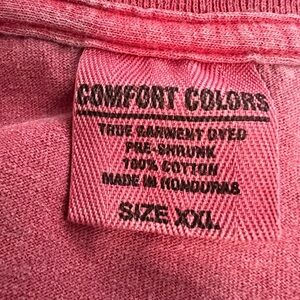 COMFORT COLORS
TRUE GARMENT DYED
PRE-SHRUNK
100% COTTON
MADE IN HONDURAS
SIZE XXL